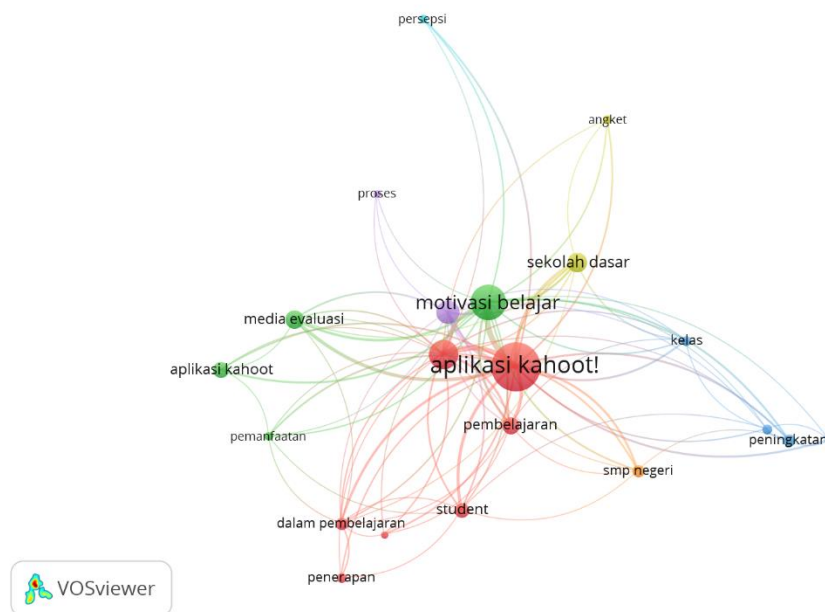 persepsi
angket
proses
sekolah dasar
motivasi belajar
media evaluasi
kelas
aplikasi kahoot!
aplikasi kahoot
pembelajaran
pemanfaatan
peningkatan
smp negeri
student
dalam pembelajaran
penerapan
VOSviewer